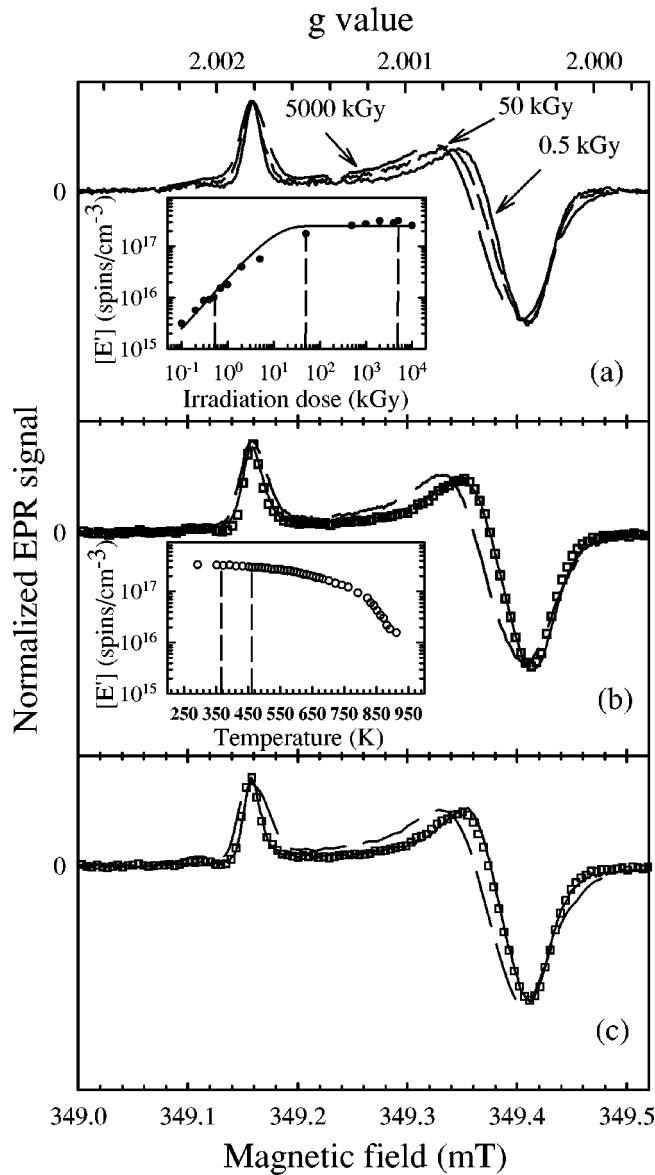 g value
2.002 2.001 2.000
5000 kGy
50 kGy
0.5 kGy
0
[E'] (spins/cm⁻³)
10¹⁷
10¹⁶
10¹⁵
10⁻¹ 10⁰ 10¹ 10² 10³ 10⁴
Irradiation dose (kGy)
(a)
Normalized EPR signal
0
[E'] (spins/cm⁻³)
10¹⁷
10¹⁶
10¹⁵
250 350 450 550 650 750 850 950
Temperature (K)
(b)
0
(c)
349.0 349.1 349.2 349.3 349.4 349.5
Magnetic field (mT)